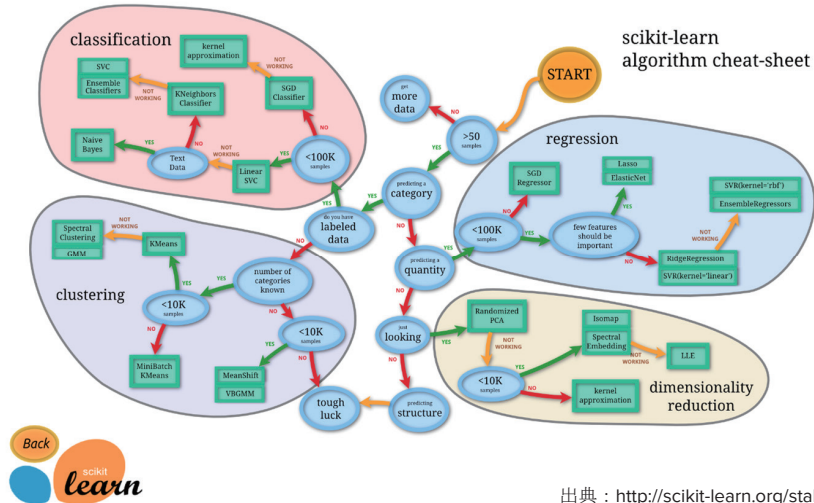 classification
kernel
approximation
NOT
WORKING
SVC
Ensemble
Classifiers
NOT
WORKING
KNeighbors
Classifier
SGD
Classifier
NO
NO
Naive
Bayes
YES
Text
Data
NOT
WORKING
Linear
SVC
YES
<100K
samples
YES
scikit-learn
algorithm cheat-sheet
START
get
more
data
NO
>50
samples
YES
predicting a
category
YES
do you have
labeled
data
NO
NO
predicting a
quantity
YES
NO
just
looking
YES
NO
predicting
structure
tough
luck
regression
SGD
Regressor
NO
<100K
samples
YES
few features
should be
important
YES
Lasso
ElasticNet
NO
RidgeRegression
SVR(kernel='linear')
NOT
WORKING
SVR(kernel='rbf')
EnsembleRegressors
clustering
Spectral
Clustering
GMM
NOT
WORKING
KMeans
YES
<10K
samples
NO
MiniBatch
KMeans
YES
number of
categories
known
NO
<10K
samples
YES
NO
MeanShift
VBGMM
Randomized
PCA
NOT
WORKING
<10K
samples
YES
NO
Isomap
Spectral
Embedding
NOT
WORKING
LLE
kernel
approximation
dimensionality
reduction
Back
scikit
learn
出典：http://scikit-learn.org/sta